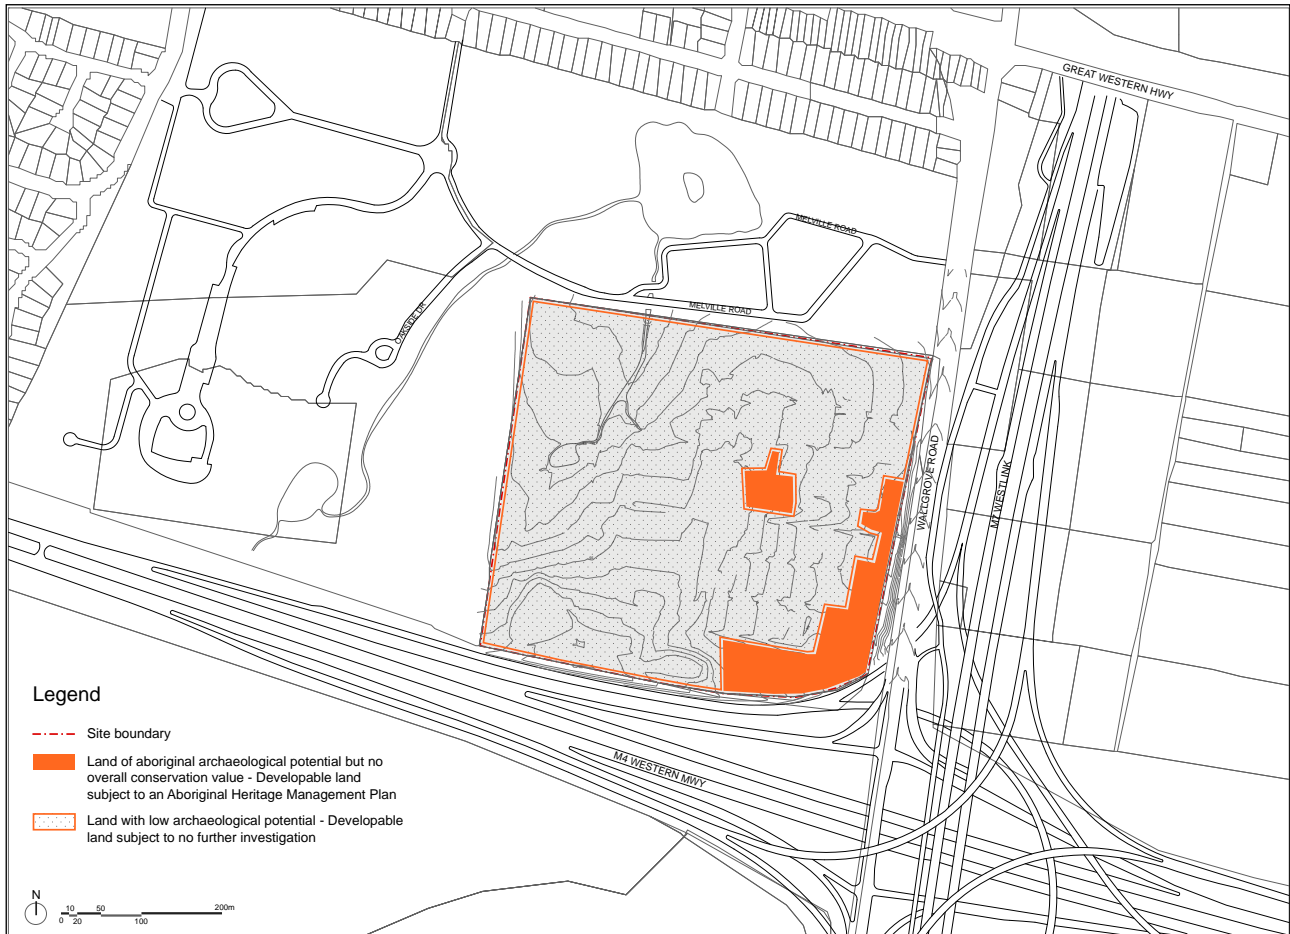 GREAT WESTERN HWY
MELVILLE ROAD
MELVILLE ROAD
OAKSIDE DR
WALLGROVE ROAD
M7 WESTLINK
M4 WESTERN MWY
Legend
Site boundary
Land of aboriginal archaeological potential but no
overall conservation value - Developable land
subject to an Aboriginal Heritage Management Plan
Land with low archaeological potential - Developable
land subject to no further investigation
N
0 10 20 50 100 200m